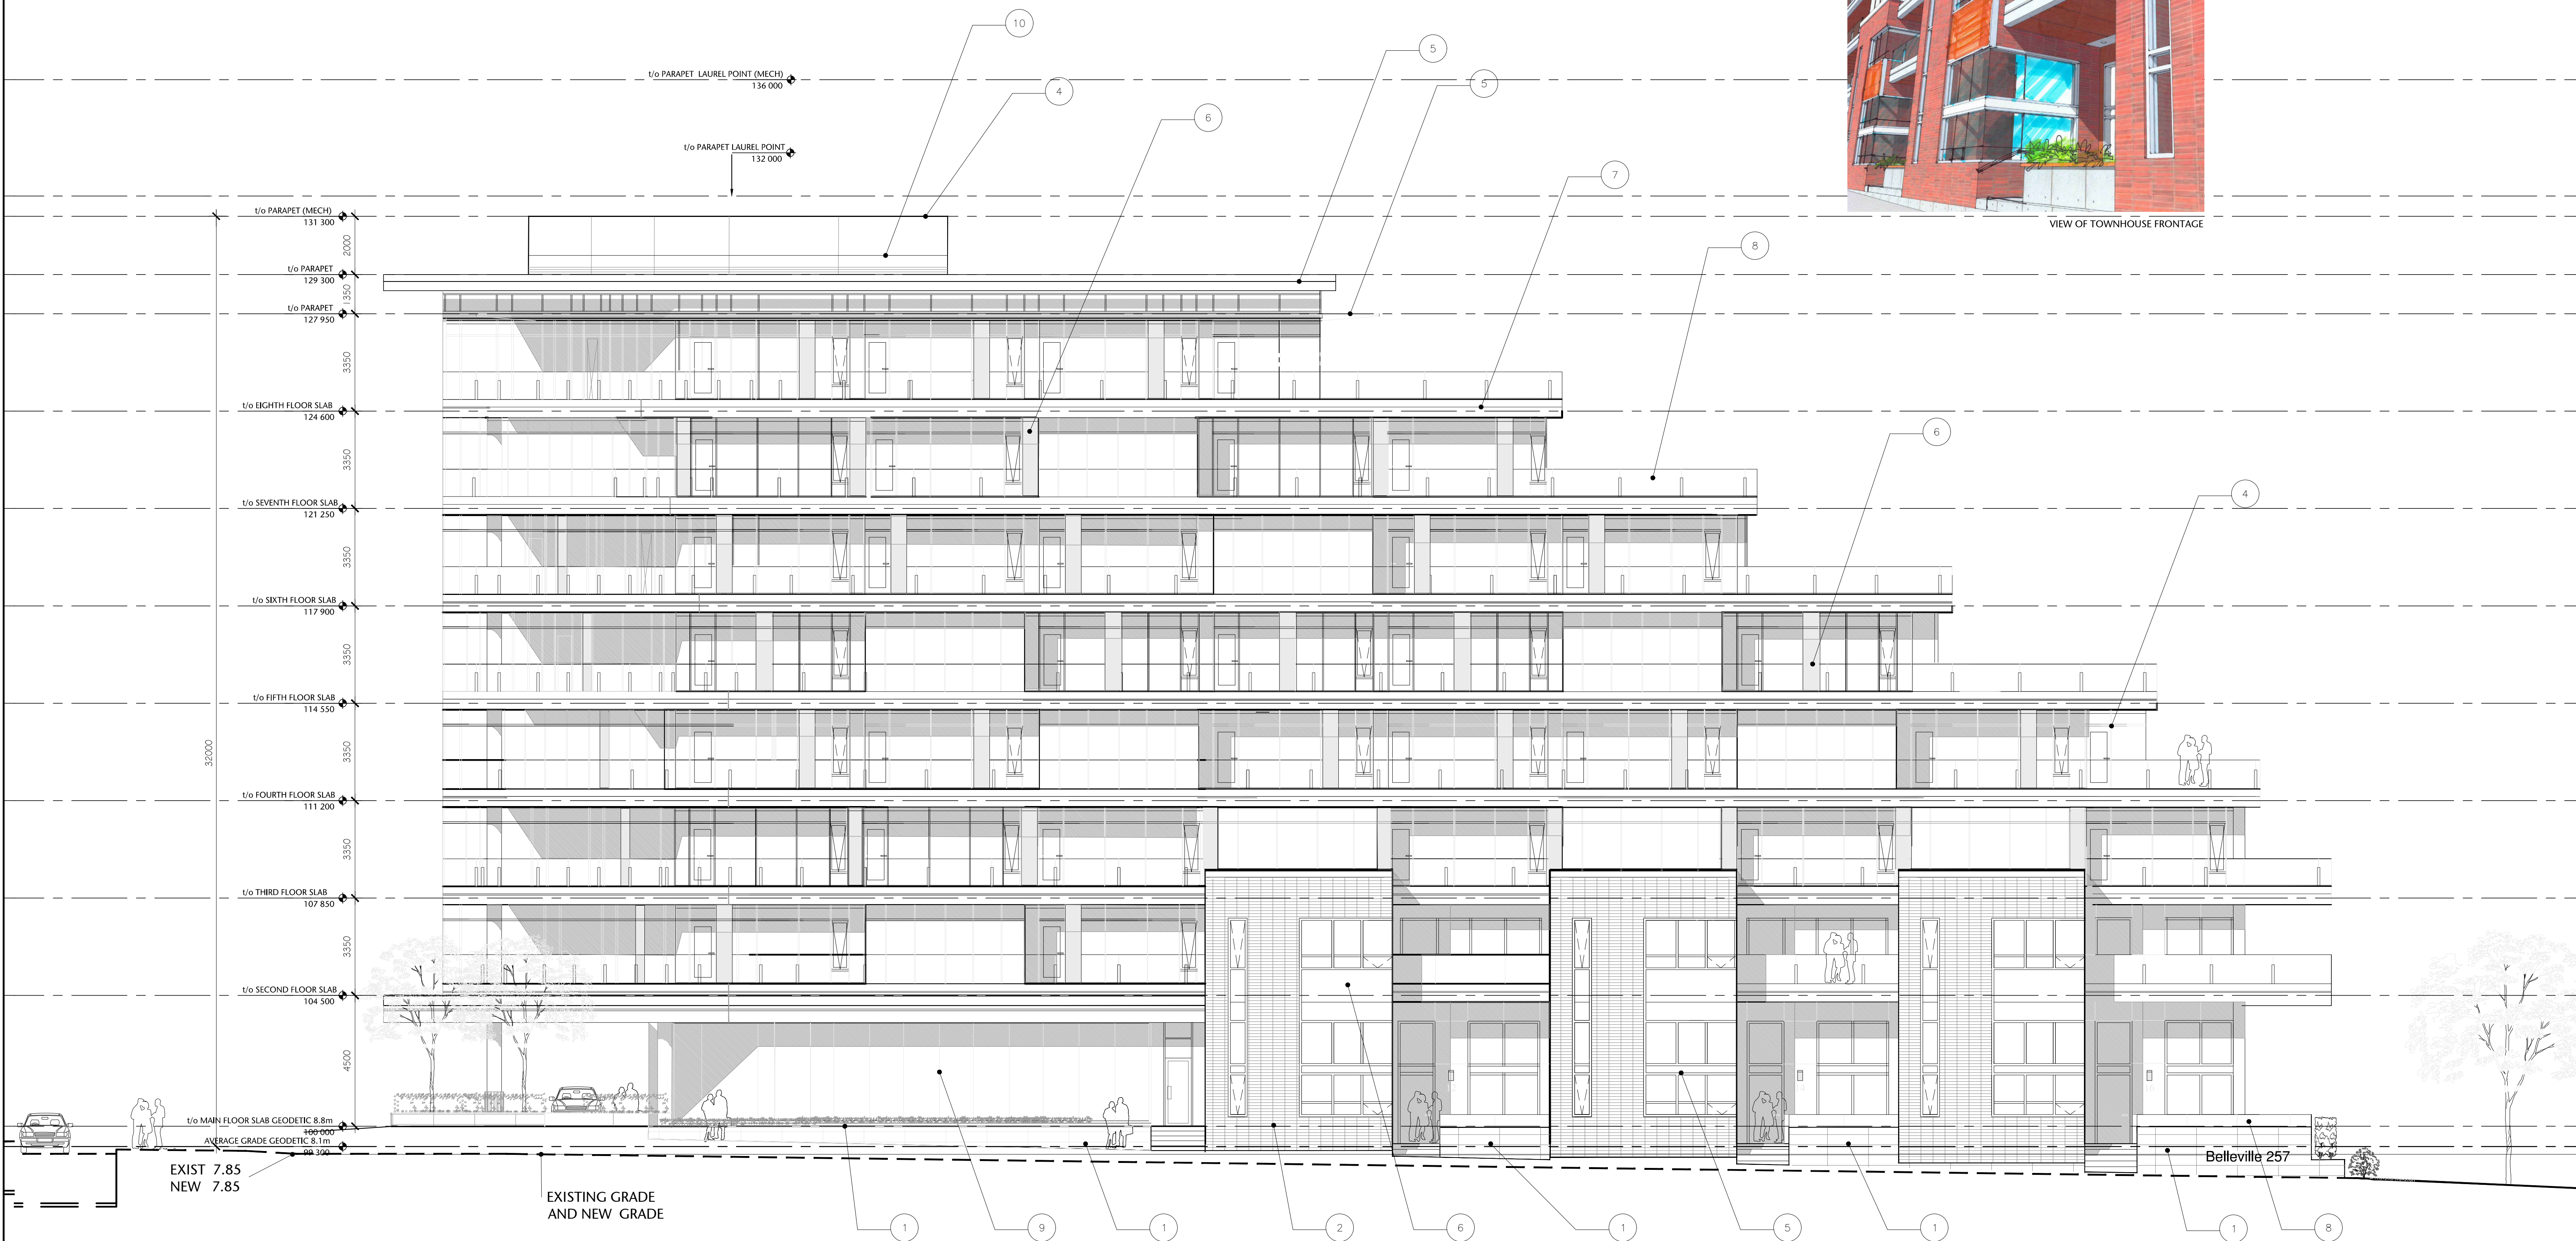 10
5
t/o PARAPET LAUREL POINT (MECH)
136 000
5
4
6
t/o PARAPET LAUREL POINT
132 000
7
t/o PARAPET (MECH)
131 300
VIEW OF TOWNHOUSE FRONTAGE
2000
8
t/o PARAPET
129 300
1350
t/o PARAPET
127 950
3350
t/o EIGHTH FLOOR SLAB
124 600
6
3350
t/o SEVENTH FLOOR SLAB
121 250
4
3350
t/o SIXTH FLOOR SLAB
117 900
3350
t/o FIFTH FLOOR SLAB
114 550
32000
3350
t/o FOURTH FLOOR SLAB
111 200
3350
t/o THIRD FLOOR SLAB
107 850
3350
t/o SECOND FLOOR SLAB
104 500
4500
t/o MAIN FLOOR SLAB GEODETIC 8.8m
100 000
AVERAGE GRADE GEODETIC 8.1m
99 300
Belleville 257
EXIST 7.85
NEW 7.85
EXISTING GRADE
AND NEW GRADE
1
9
1
2
6
1
5
1
1
8